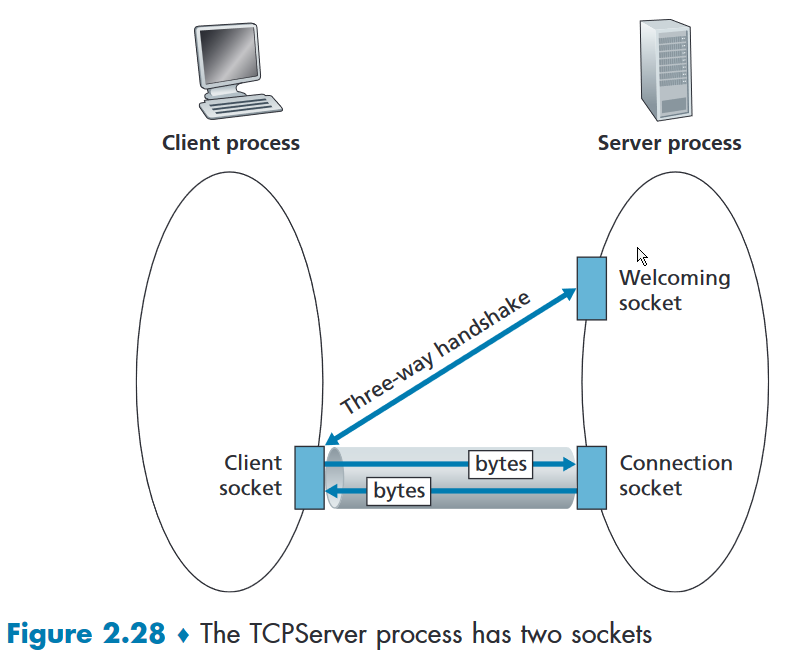 Client process
Server process
Welcoming
socket
Three-way handshake
Client
socket
bytes
bytes
Connection
socket
Figure 2.28 ♦ The TCPServer process has two sockets